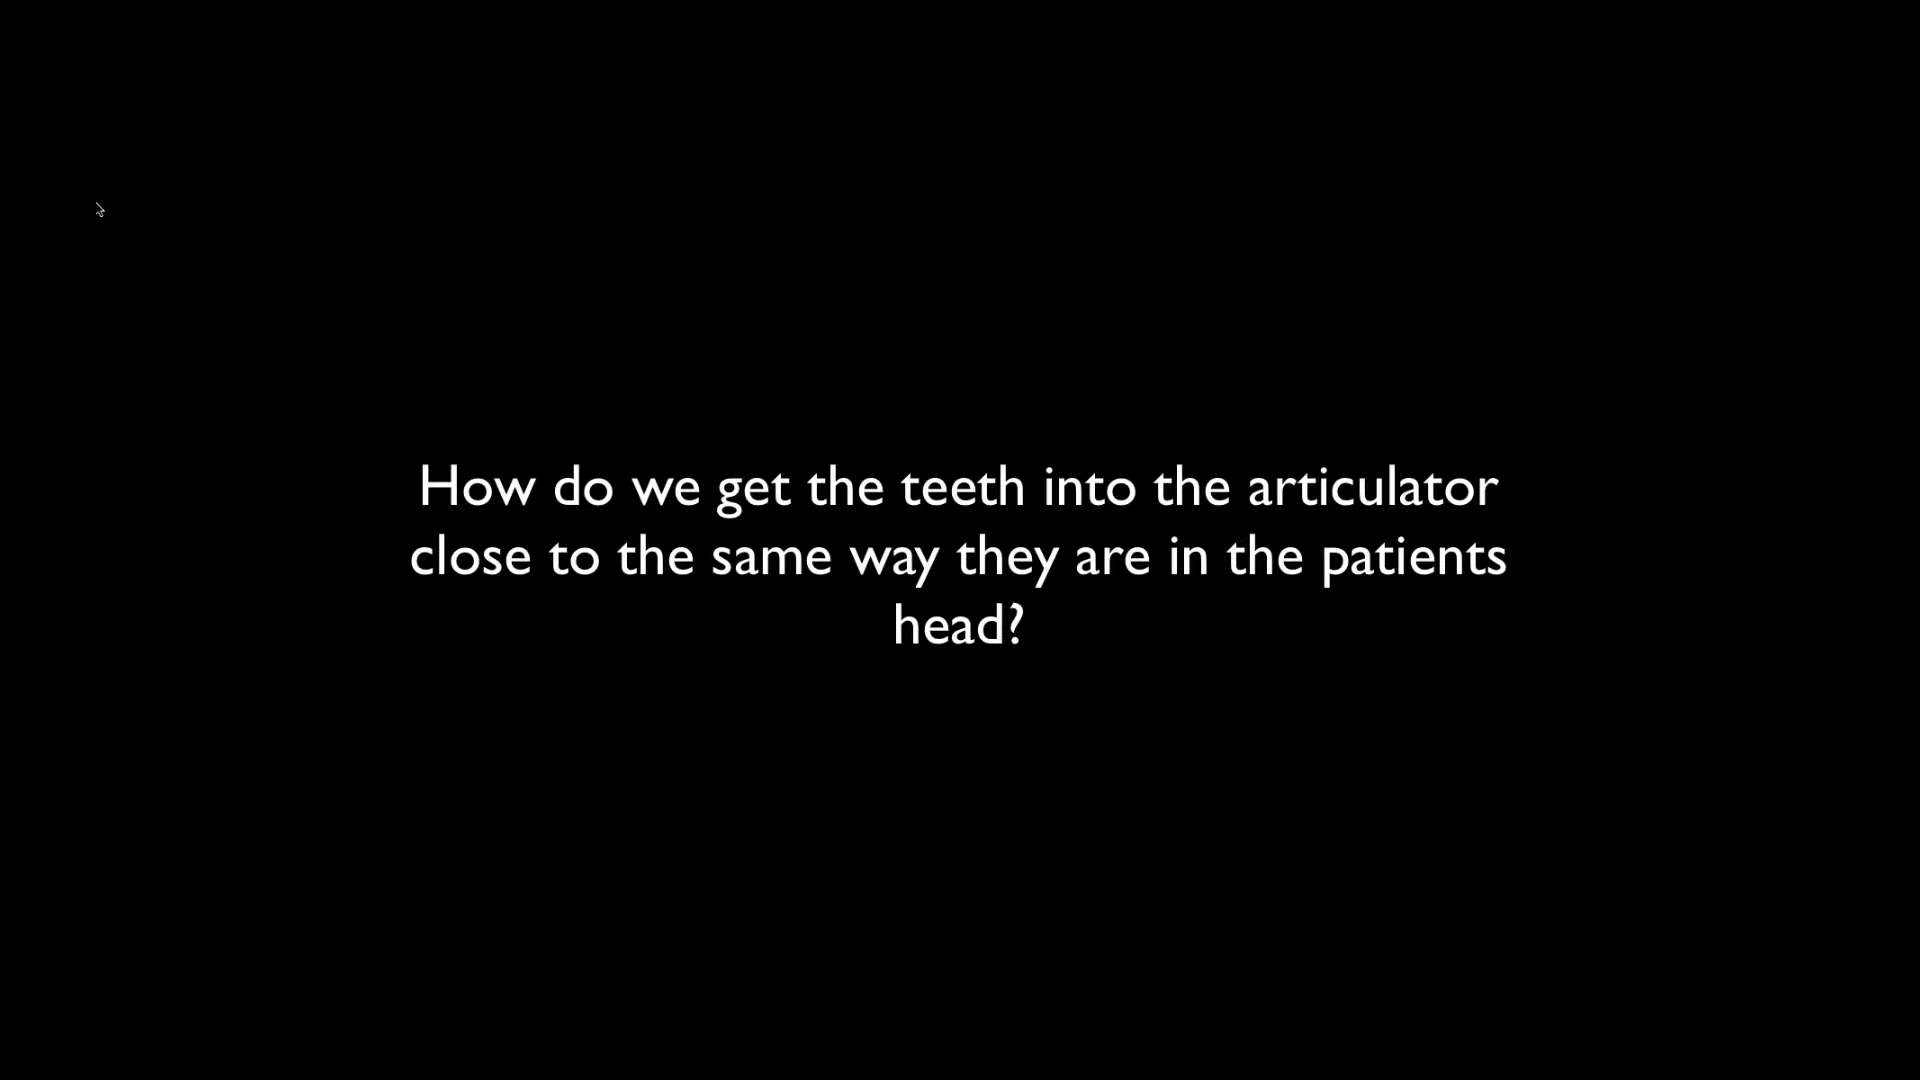 How do we get the teeth into the articulator
close to the same way they are in the patients
head?